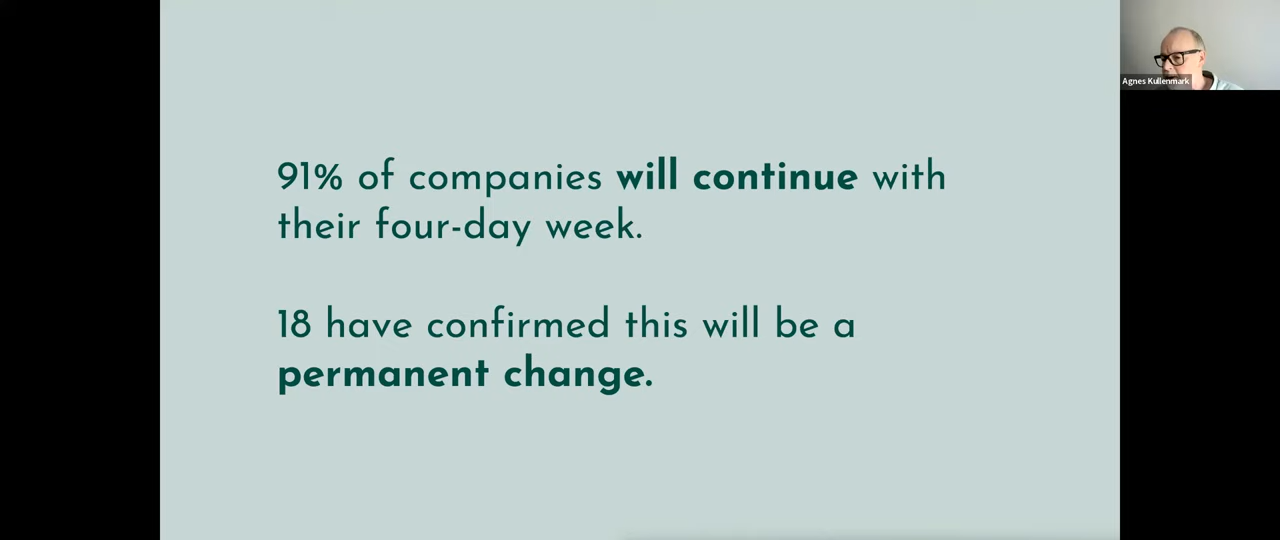 91% of companies will continue with
their four-day week.
18 have confirmed this will be a
permanent change.
Agnes Kullenmark